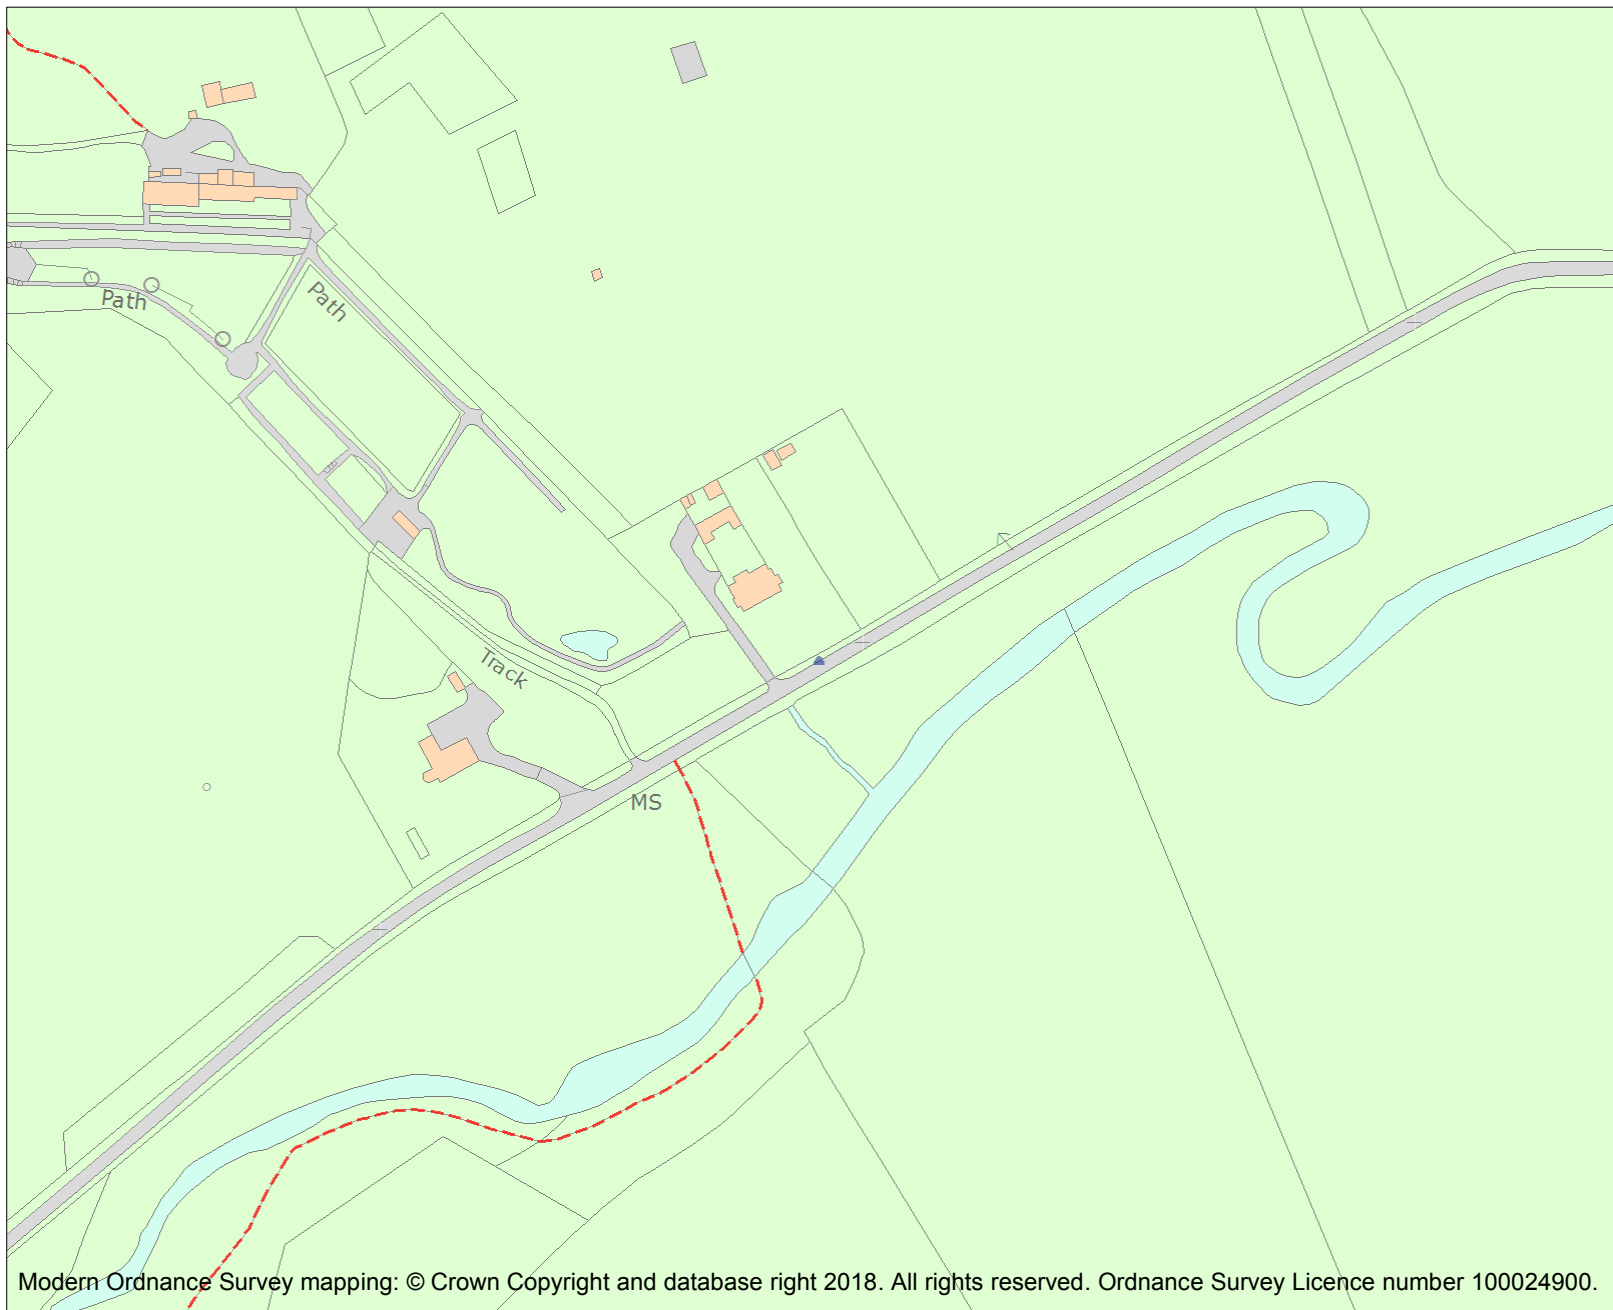 Path
Path
Track
MS
Modern Ordnance Survey mapping: © Crown Copyright and database right 2018. All rights reserved. Ordnance Survey Licence number 100024900.